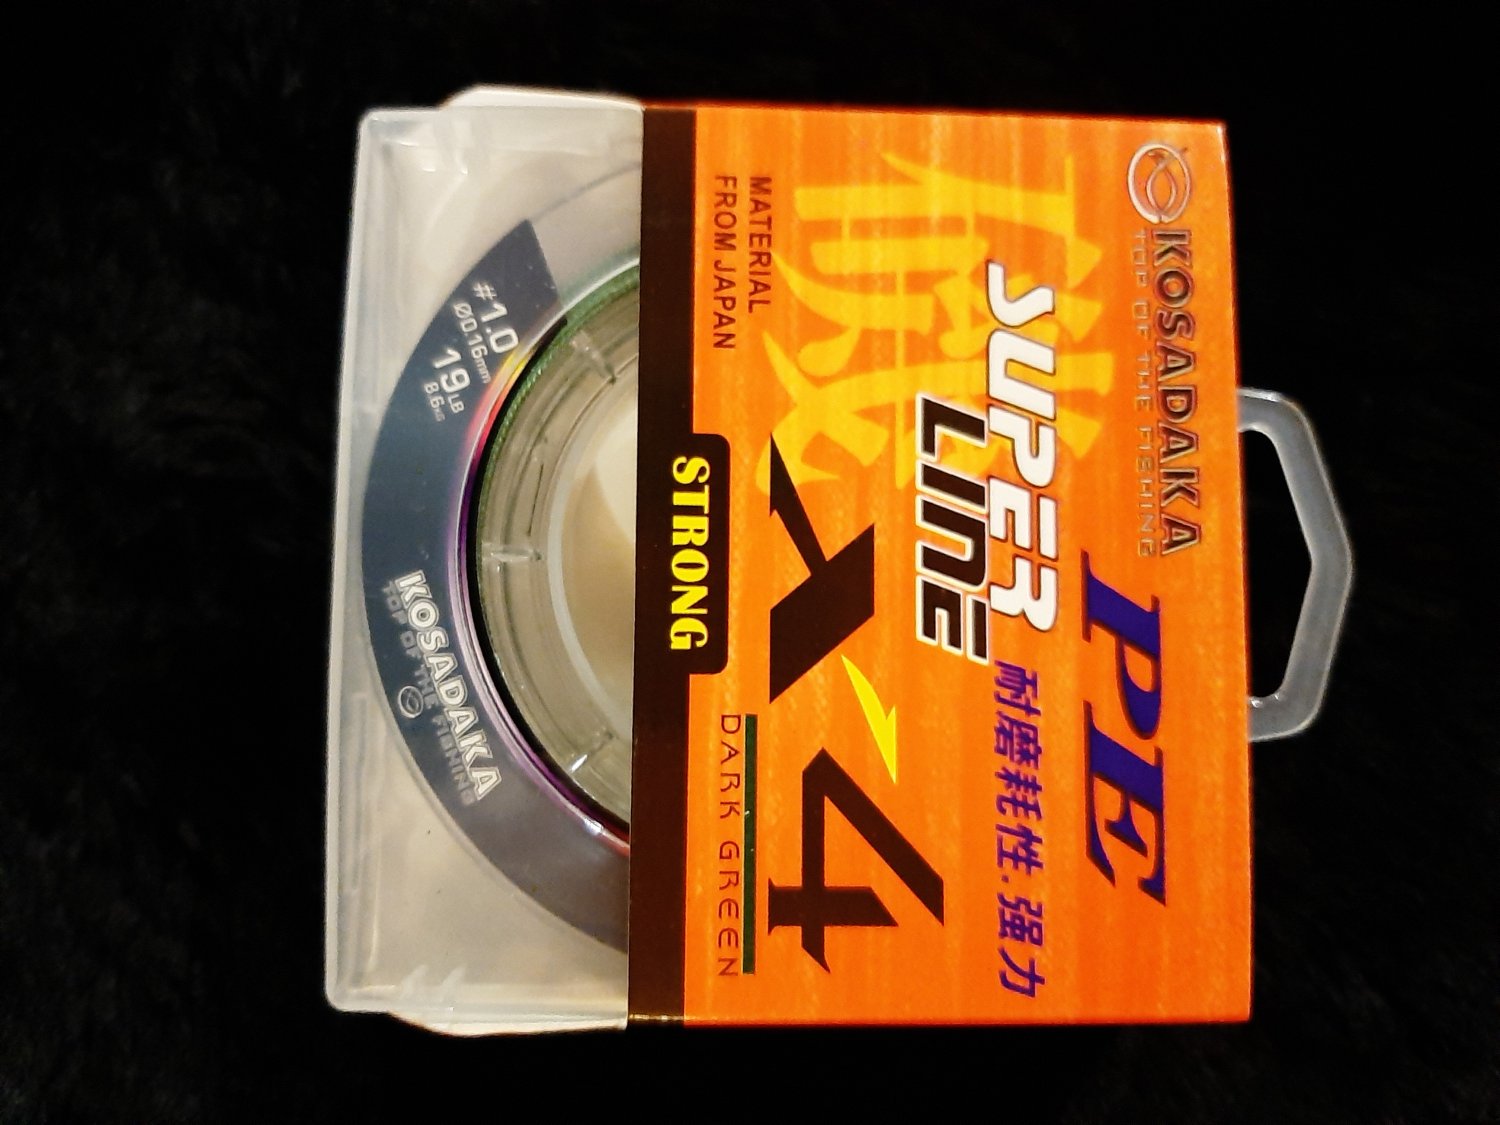 KOSADAKA
TOP OF THE FISHING
PE
SUPER
LINE
耐磨耗性.强力
X4
MATERIAL
FROM JAPAN
DARK GREEN
STRONG
#1.0
Ø0.16mm
19LB
8.6KG
KOSADAKA
TOP OF THE FISHING